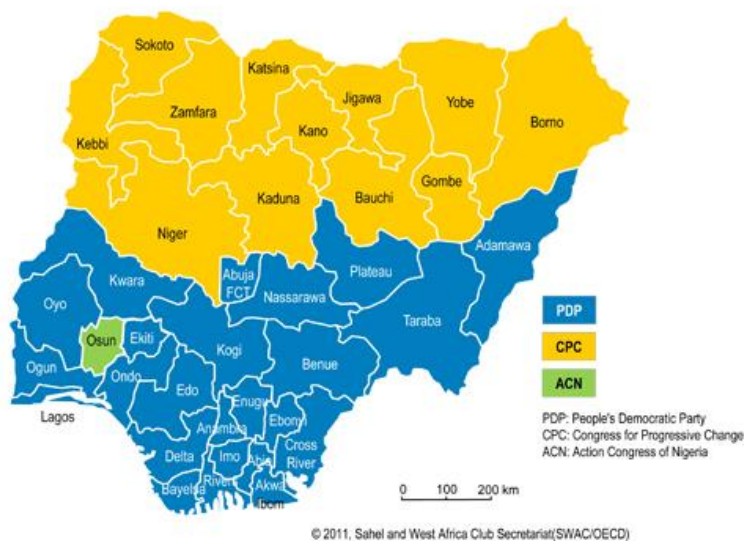 Sokoto
Katsina
Jigawa
Yobe
Borno
Zamfara
Kano
Kebbi
Gombe
Kaduna
Bauchi
Niger
Adamawa
Abuja
FCT
Plateau
Kwara
Nassarawa
Oyo
Taraba
Osun
Ekiti
Kogi
Benue
Ogun
Ondo
Edo
Enugu
Ebonyi
Lagos
Anambra
Cross
River
Delta
Imo
Abia
Rivers
Akwa
Ibom
Bayelsa
PDP
CPC
ACN
PDP: People's Democratic Party
CPC: Congress for Progressive Change
ACN: Action Congress of Nigeria
0 100 200 km
© 2011, Sahel and West Africa Club Secretariat(SWAC/OECD)